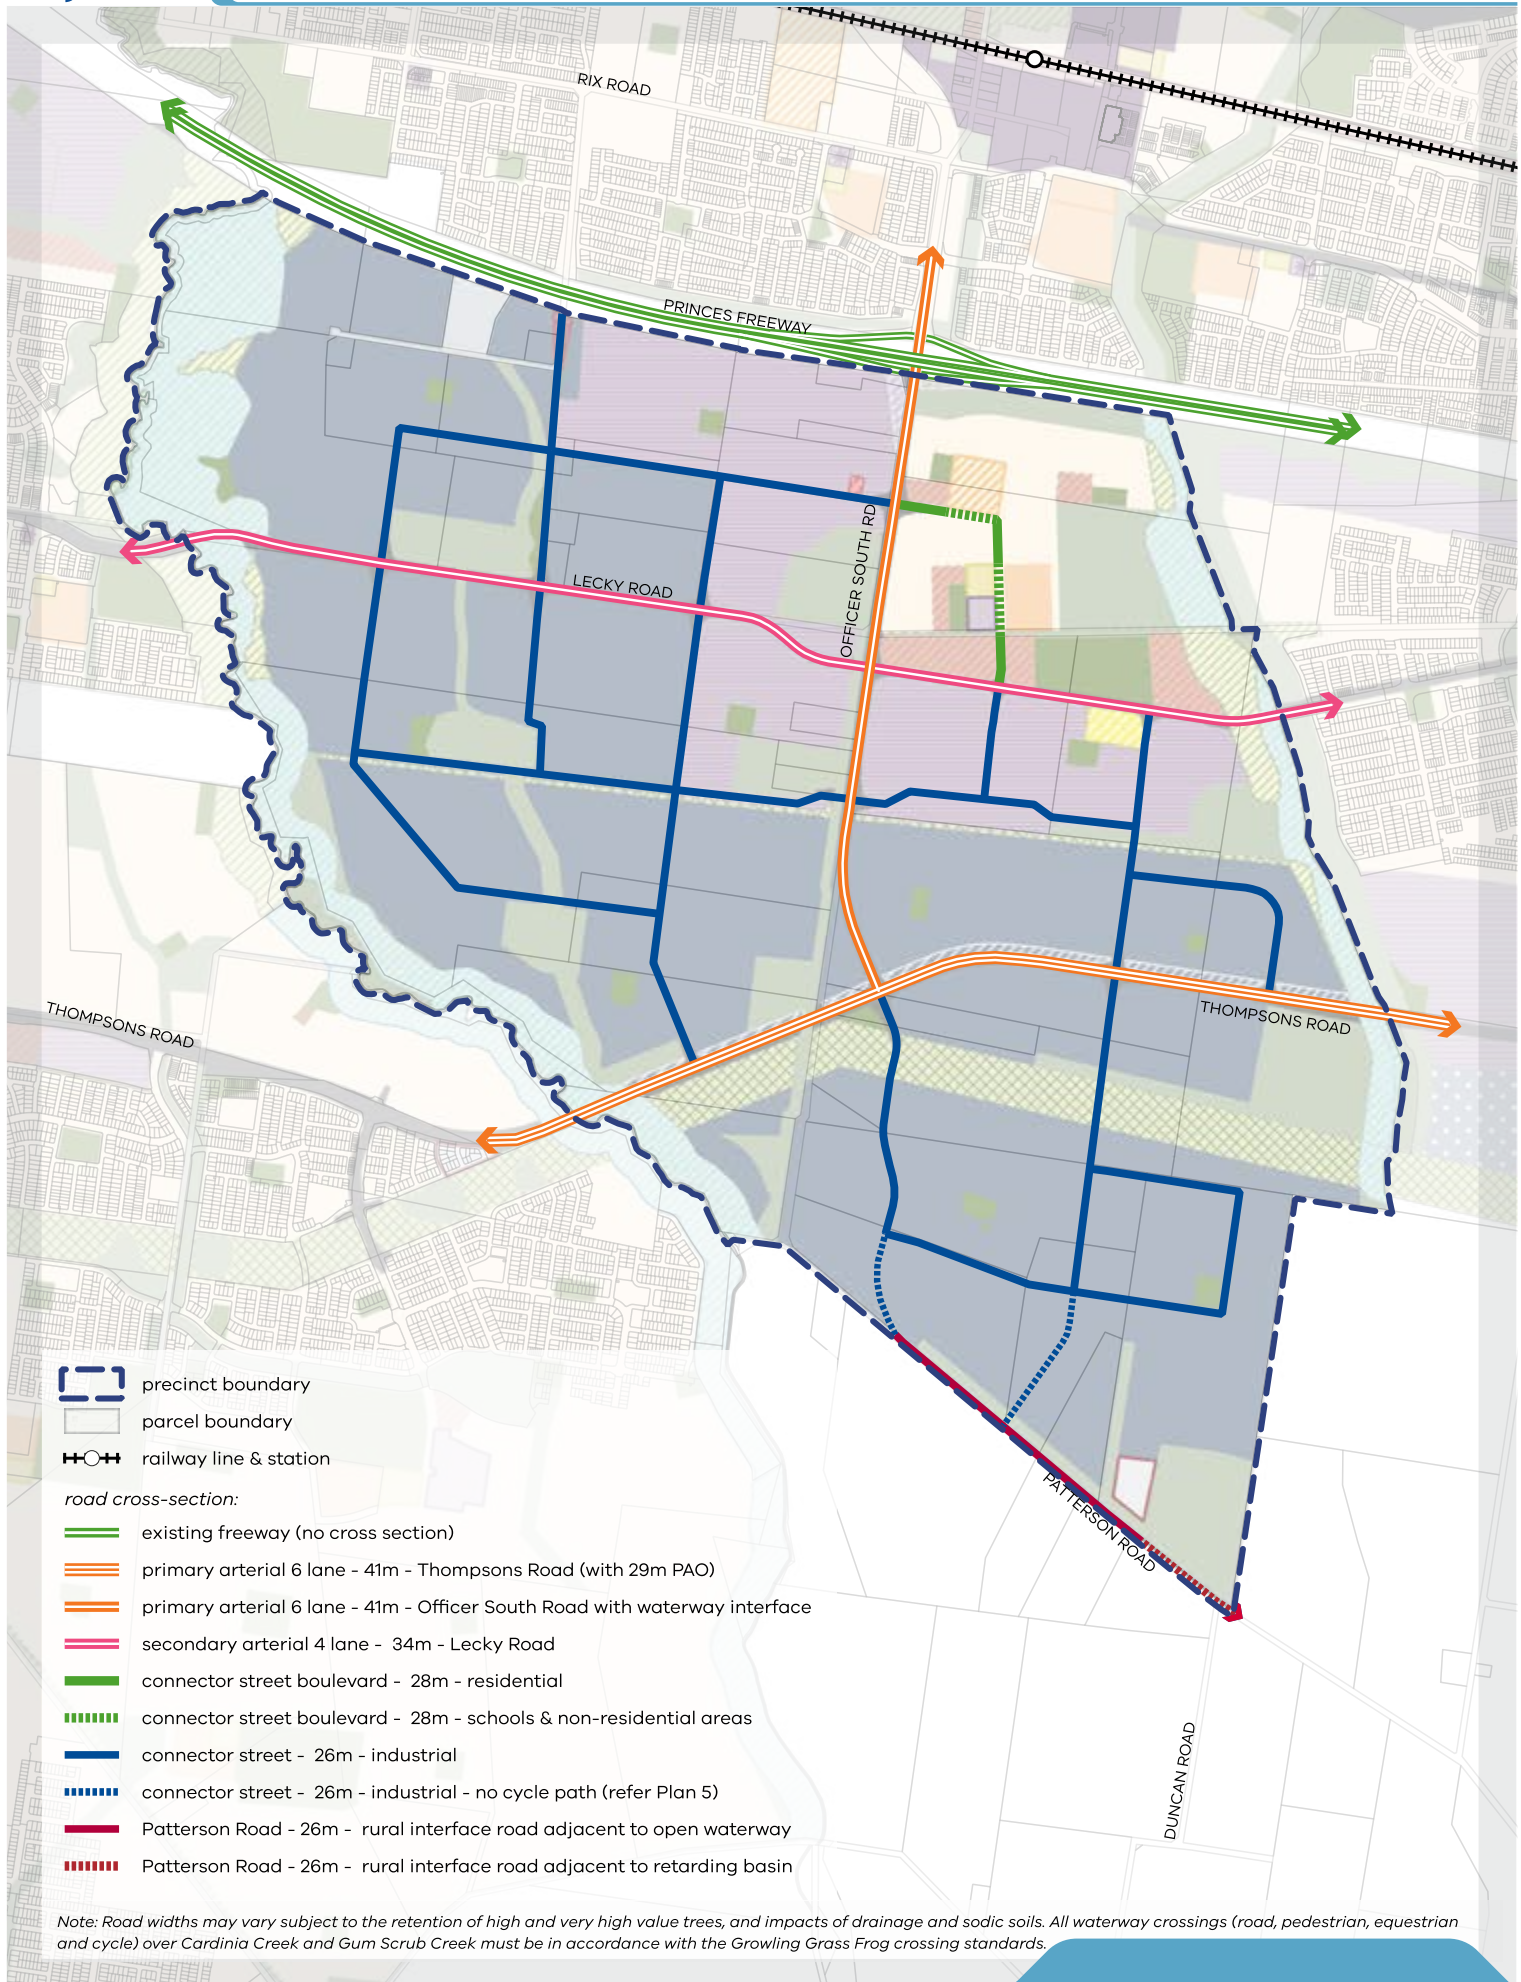 RIX ROAD
PRINCES FREEWAY
OFFICER SOUTH RD
LECKY ROAD
THOMPSONS ROAD
THOMPSONS ROAD
PATTERSON ROAD
DUNCAN ROAD
precinct boundary
parcel boundary
railway line & station
road cross-section:
existing freeway (no cross section)
primary arterial 6 lane - 41m - Thompsons Road (with 29m PAO)
primary arterial 6 lane - 41m - Officer South Road with waterway interface
secondary arterial 4 lane - 34m - Lecky Road
connector street boulevard - 28m - residential
connector street boulevard - 28m - schools & non-residential areas
connector street - 26m - industrial
connector street - 26m - industrial - no cycle path (refer Plan 5)
Patterson Road - 26m - rural interface road adjacent to open waterway
Patterson Road - 26m - rural interface road adjacent to retarding basin
Note: Road widths may vary subject to the retention of high and very high value trees, and impacts of drainage and sodic soils. All waterway crossings (road, pedestrian, equestrian
and cycle) over Cardinia Creek and Gum Scrub Creek must be in accordance with the Growling Grass Frog crossing standards.